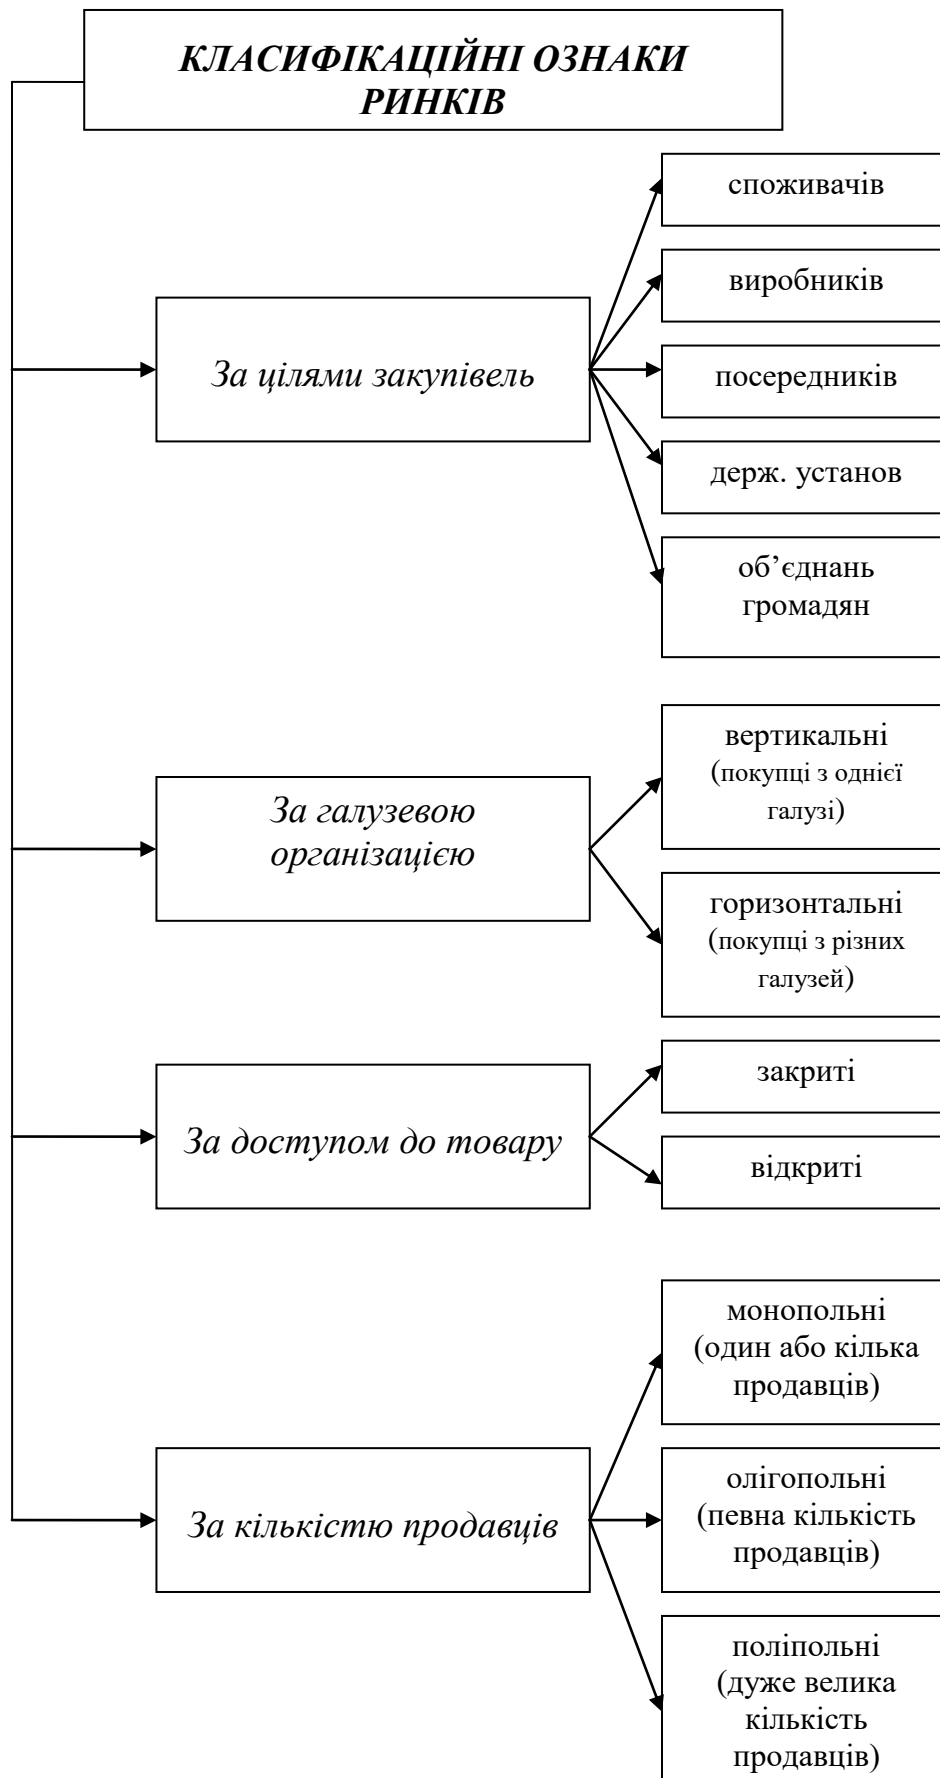 КЛАСИФІКАЦІЙНІ ОЗНАКИ
РИНКІВ
За цілями закупівель
споживачів
виробників
посередників
держ. установ
об’єднань
громадян
За галузевою
організацією
вертикальні
(покупці з однієї
галузі)
горизонтальні
(покупці з різних
галузей)
За доступом до товару
закриті
відкриті
За кількістю продавців
монопольні
(один або кілька
продавців)
олігопольні
(певна кількість
продавців)
поліпольні
(дуже велика
кількість
продавців)